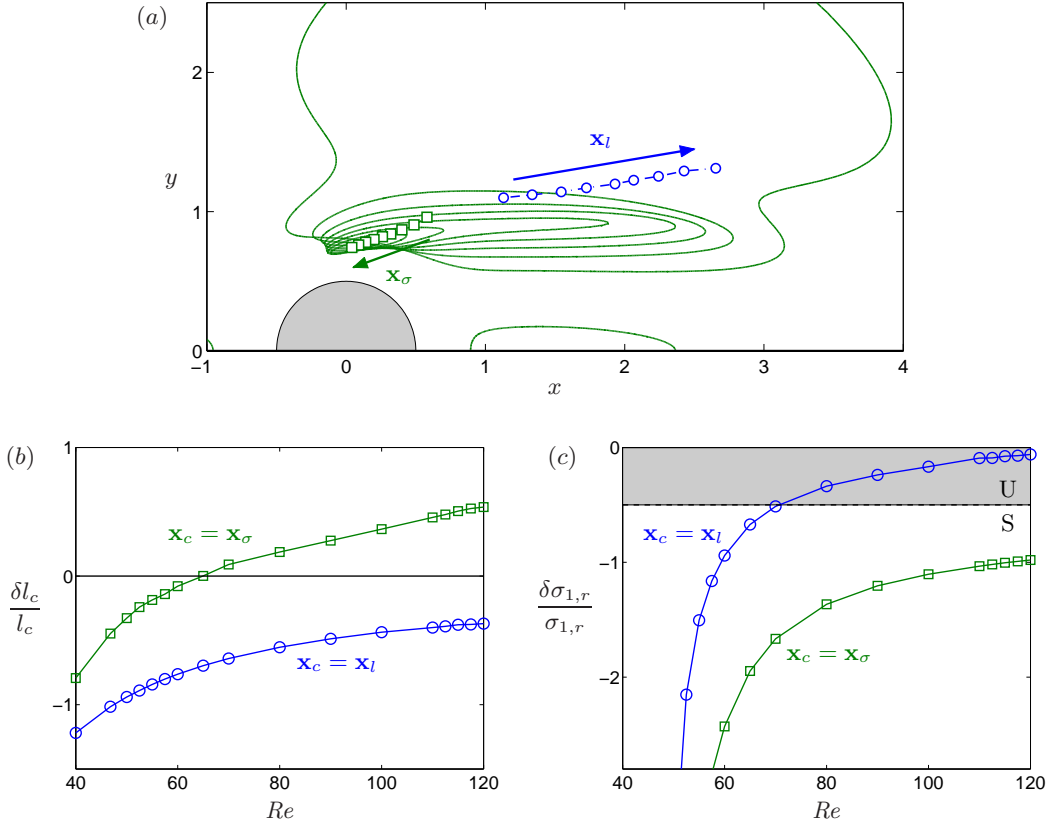 (a)
2
1
0
y
−1
0
1
2
3
4
x
x_l
x_σ
(b)
1
0
−1
δl_c
l_c
x_c = x_σ
x_c = x_l
40
60
80
100
120
Re
(c)
0
−1
−2
δσ_{1,r}
σ_{1,r}
U
S
x_c = x_l
x_c = x_σ
40
60
80
100
120
Re